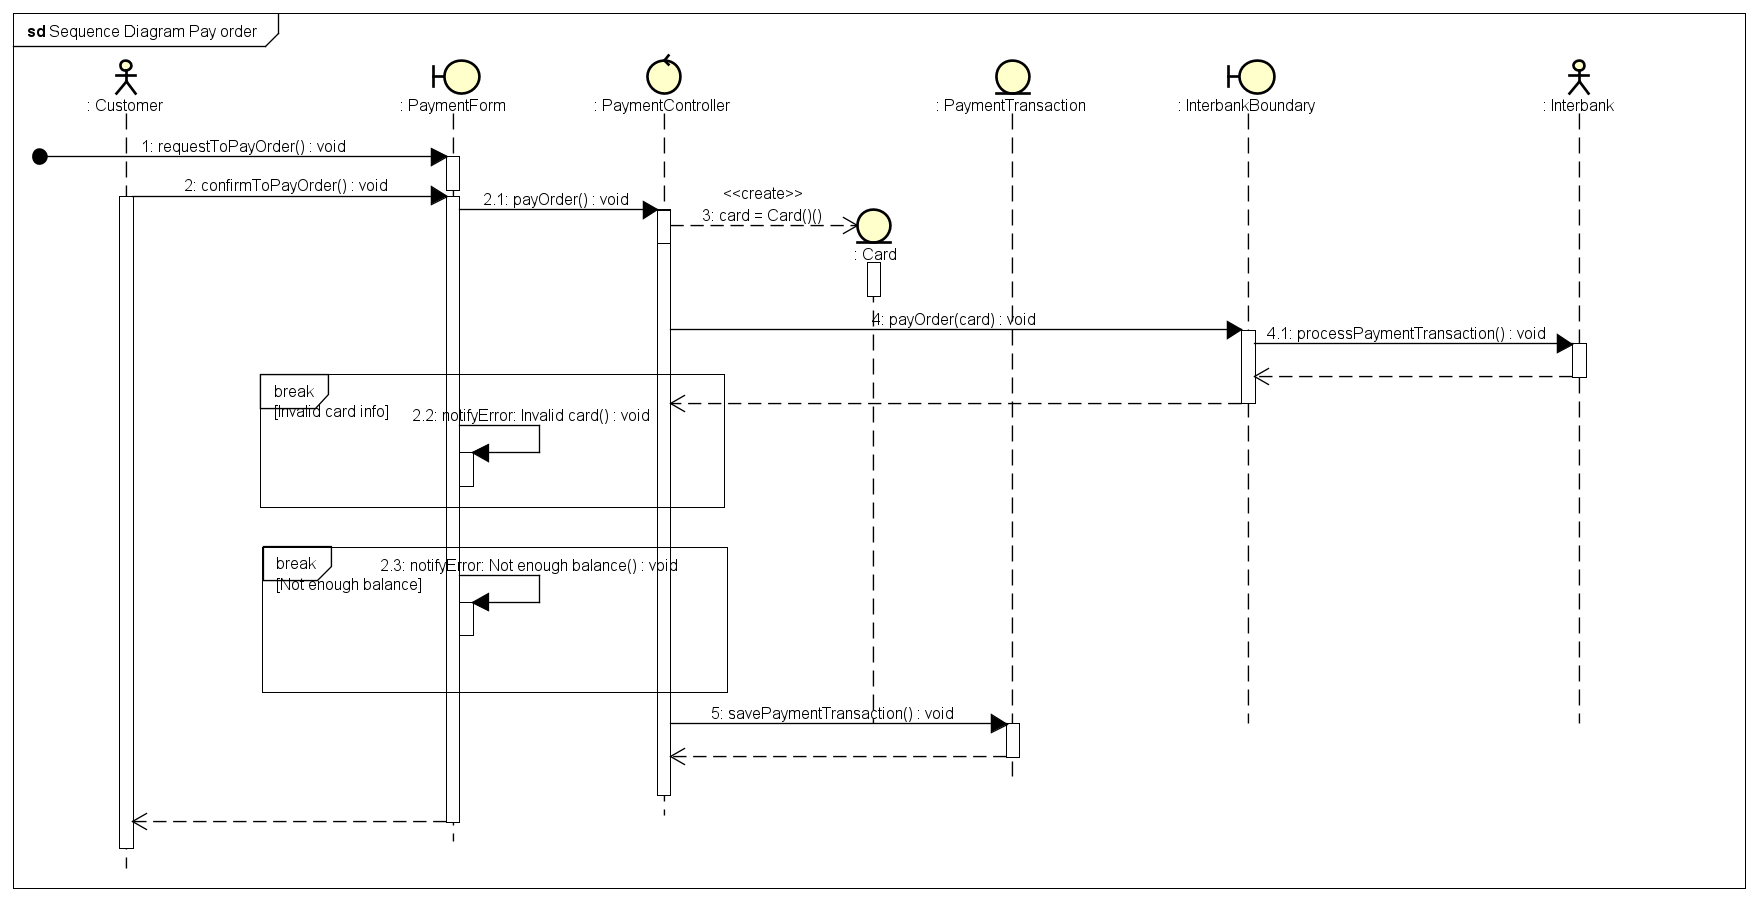 sd Sequence Diagram Pay order
: Customer
: PaymentForm
: PaymentController
: PaymentTransaction
: InterbankBoundary
: Interbank
1: requestToPayOrder() : void
2: confirmToPayOrder() : void
2.1: payOrder() : void
<<create>>
3: card = Card()()
: Card
4: payOrder(card) : void
4.1: processPaymentTransaction() : void
break
[Invalid card info]
2.2: notifyError: Invalid card() : void
break
[Not enough balance]
2.3: notifyError: Not enough balance() : void
5: savePaymentTransaction() : void